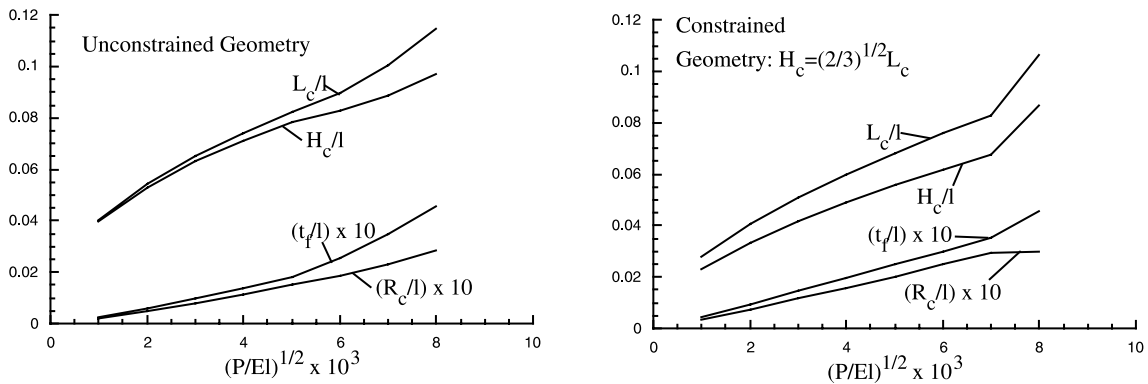 0.12
0.1
0.08
0.06
0.04
0.02
0
Unconstrained Geometry
L_c/l
H_c/l
(t_f/l) x 10
(R_c/l) x 10
0 2 4 6 8 10
(P/El)^1/2 x 10^3
0.12
0.1
0.08
0.06
0.04
0.02
0
Constrained
Geometry: H_c=(2/3)^1/2 L_c
L_c/l
H_c/l
(t_f/l) x 10
(R_c/l) x 10
0 2 4 6 8 10
(P/El)^1/2 x 10^3